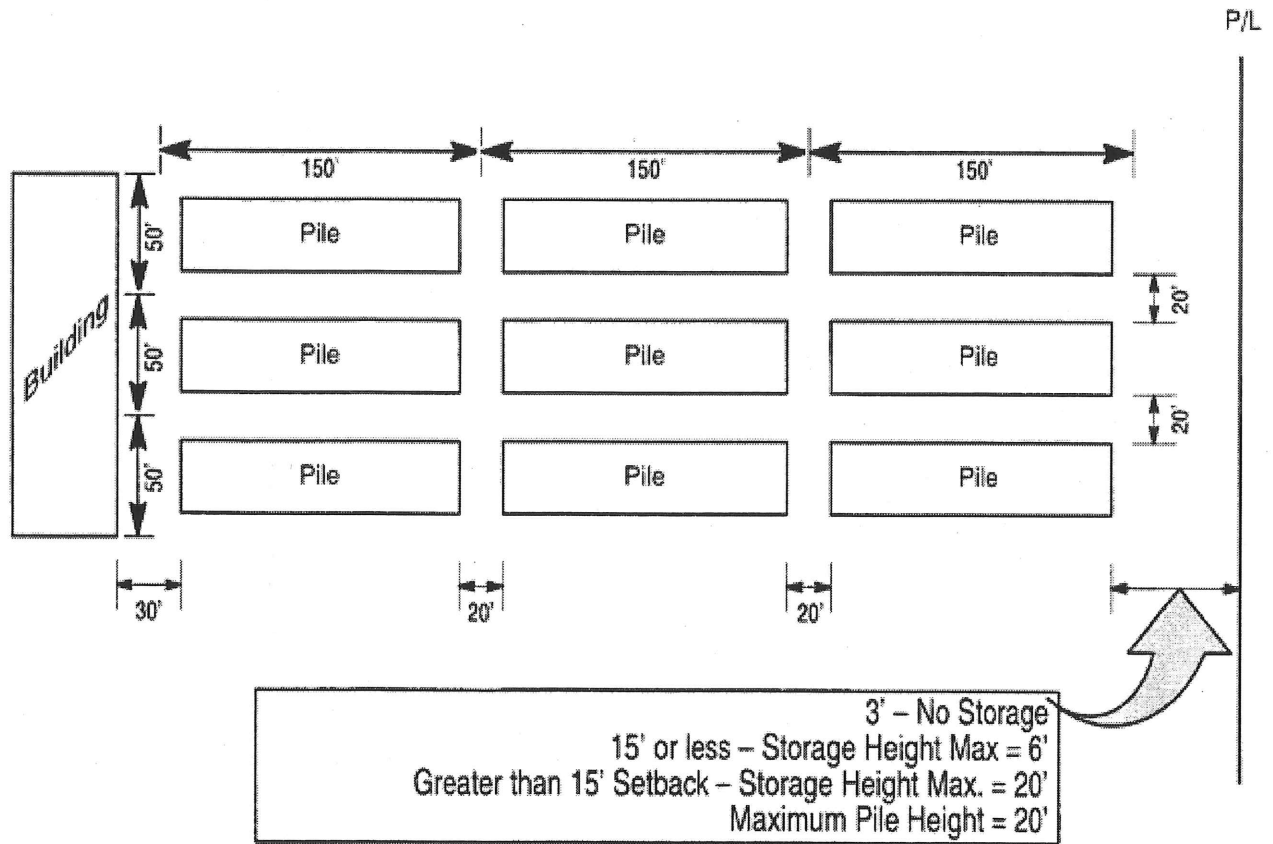 P/L
150' 150' 150'
Building
50'
Pile Pile Pile
20'
50'
Pile Pile Pile
20'
50'
Pile Pile Pile
30' 20' 20'
3' – No Storage
15' or less – Storage Height Max = 6'
Greater than 15' Setback – Storage Height Max. = 20'
Maximum Pile Height = 20'